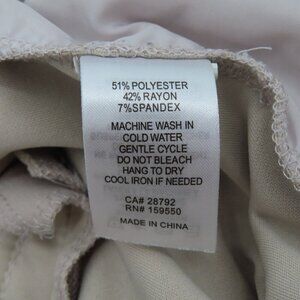 51% POLYESTER
42% RAYON
7%SPANDEX
MACHINE WASH IN
COLD WATER
GENTLE CYCLE
DO NOT BLEACH
HANG TO DRY
COOL IRON IF NEEDED
CA# 28792
RN# 159550
MADE IN CHINA